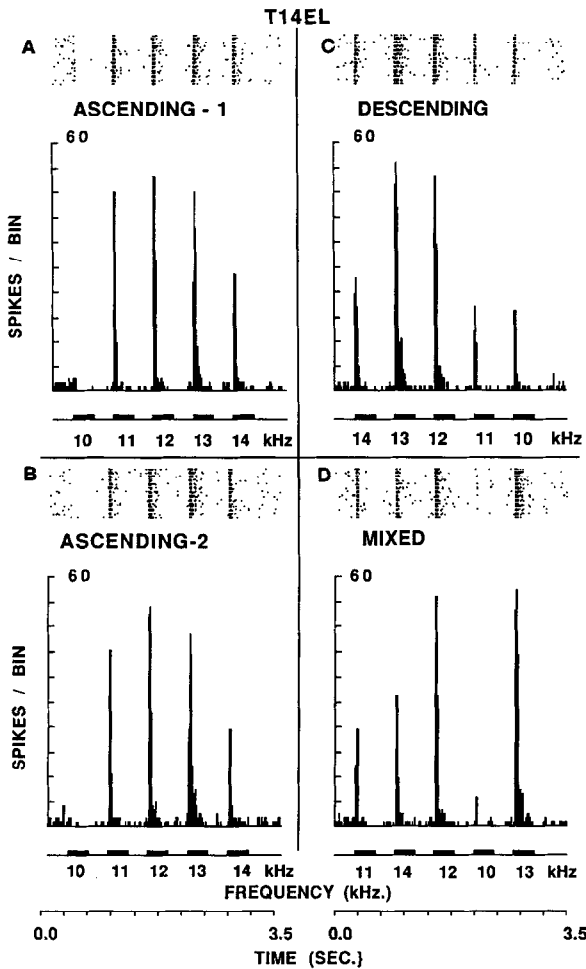 T14EL
A
C
ASCENDING - 1
DESCENDING
60
60
SPIKES / BIN
10 11 12 13 14 kHz
14 13 12 11 10 kHz
B
D
ASCENDING-2
MIXED
60
60
SPIKES / BIN
10 11 12 13 14 kHz
11 14 12 10 13 kHz
FREQUENCY (kHz.)
0.0 3.5
0.0 3.5
TIME (SEC.}